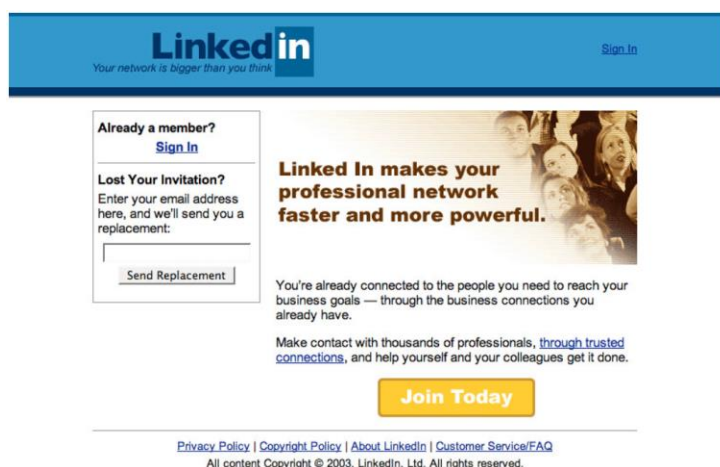 Linked in
Your network is bigger than you think
Sign In
Already a member?
Sign In
Lost Your Invitation?
Enter your email address
here, and we'll send you a
replacement:
Send Replacement
Linked In makes your
professional network
faster and more powerful.
You're already connected to the people you need to reach your
business goals — through the business connections you
already have.
Make contact with thousands of professionals, through trusted
connections, and help yourself and your colleagues get it done.
Join Today
Privacy Policy | Copyright Policy | About LinkedIn | Customer Service/FAQ
All content Copyright © 2003, LinkedIn, Ltd. All rights reserved.